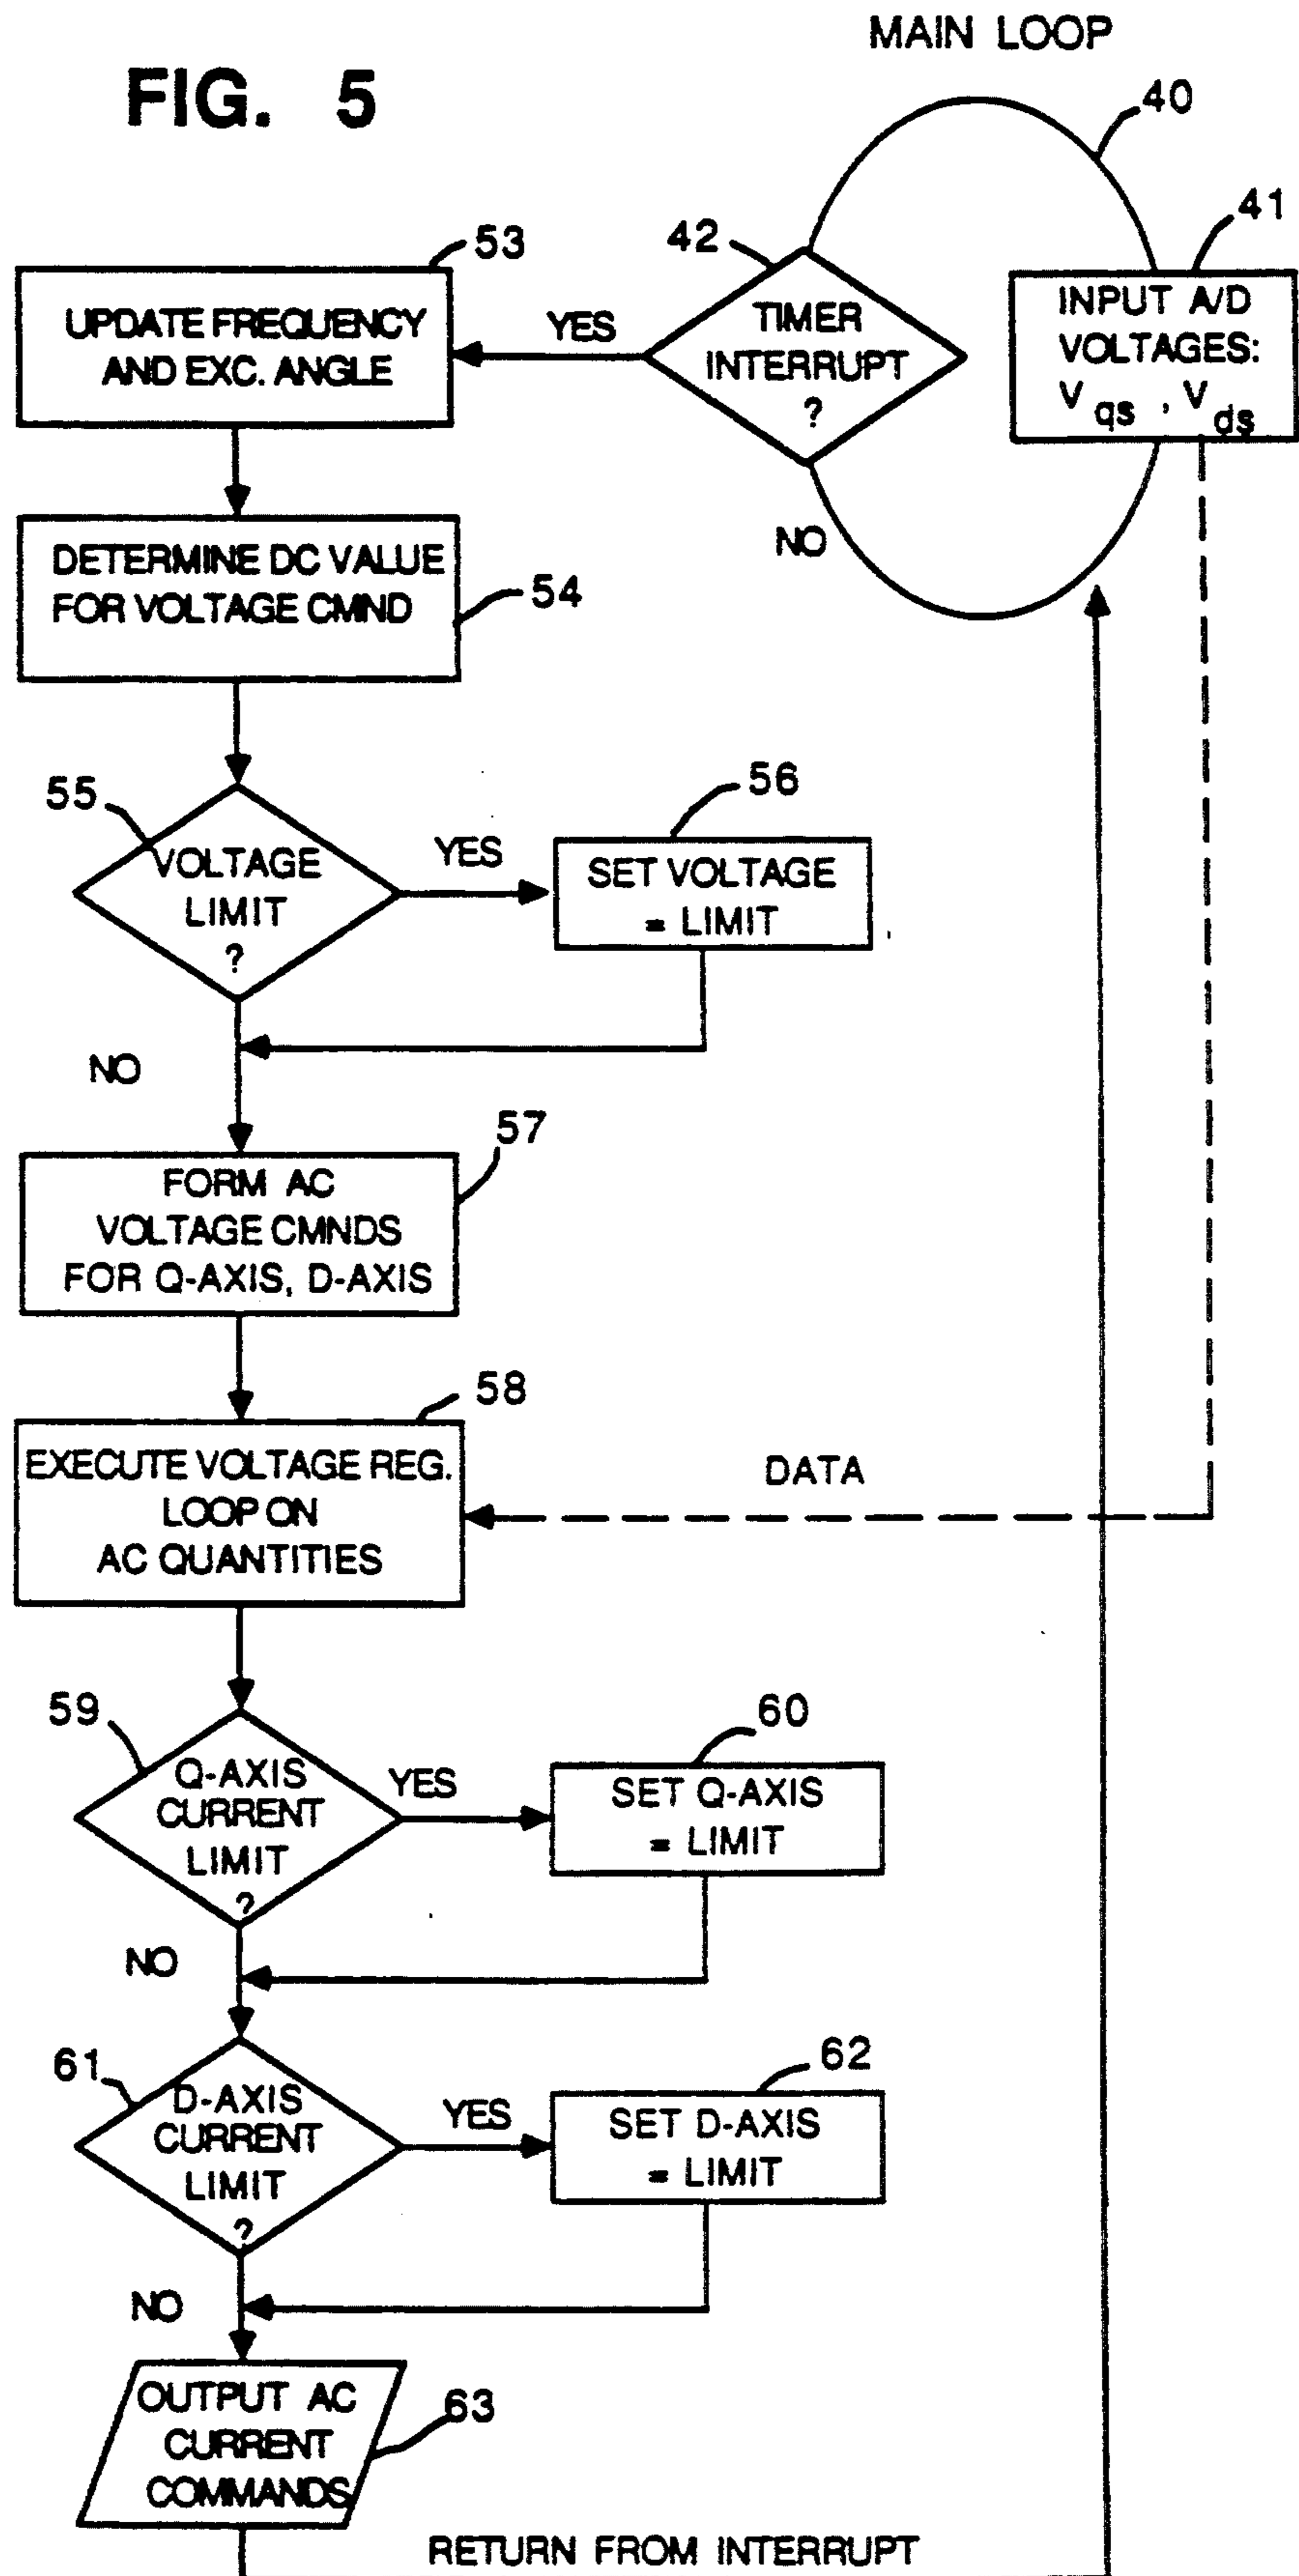 MAIN LOOP
FIG. 5
40
41
42
53
UPDATE FREQUENCY
AND EXC. ANGLE
YES
TIMER
INTERRUPT
?
INPUT A/D
VOLTAGES:
V qs , V ds
NO
DETERMINE DC VALUE
FOR VOLTAGE CMND
54
55
VOLTAGE
LIMIT
?
YES
56
SET VOLTAGE
= LIMIT
NO
57
FORM AC
VOLTAGE CMNDS
FOR Q-AXIS, D-AXIS
58
EXECUTE VOLTAGE REG.
LOOP ON
AC QUANTITIES
DATA
59
Q-AXIS
CURRENT
LIMIT
?
YES
60
SET Q-AXIS
= LIMIT
NO
61
D-AXIS
CURRENT
LIMIT
?
YES
62
SET D-AXIS
= LIMIT
NO
OUTPUT AC
CURRENT
COMMANDS
63
RETURN FROM INTERRUPT